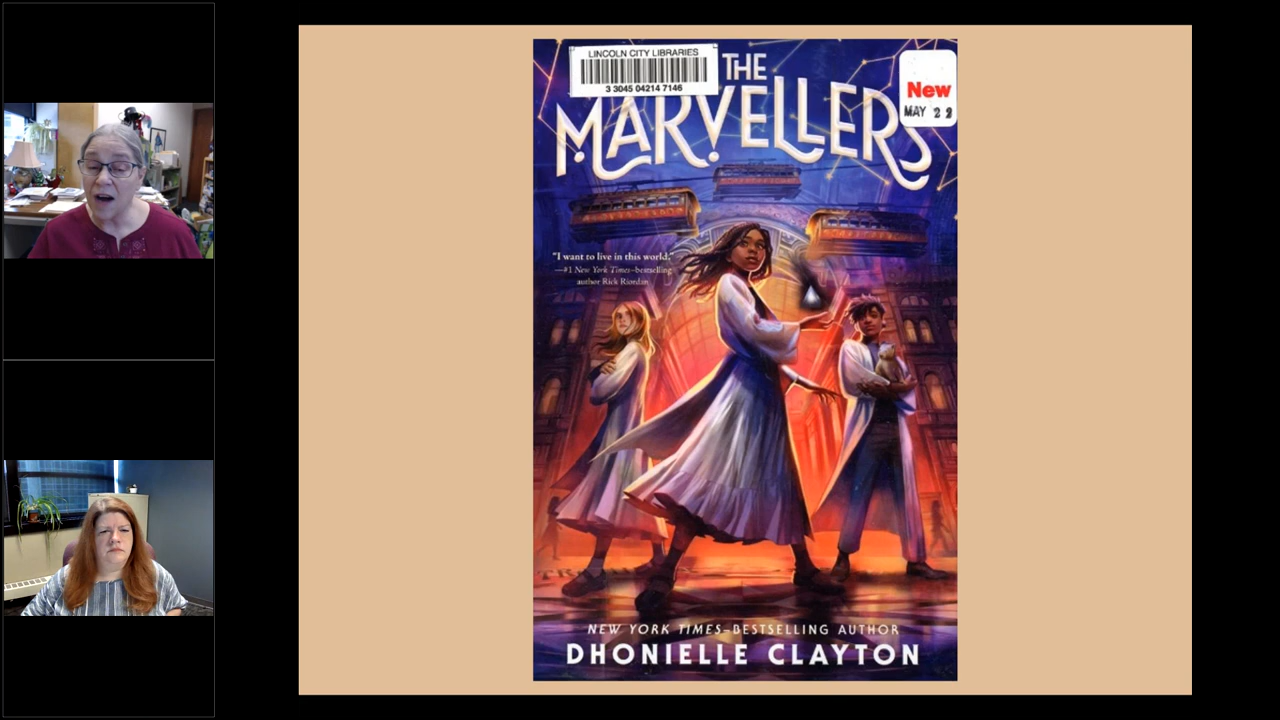 LINCOLN CITY LIBRARIES
3 3045 04214 7146
New
MAY 22
THE
MARVELLERS
"I want to live in this world."
—#1 New York Times–bestselling
author Rick Riordan
NEW YORK TIMES–BESTSELLING AUTHOR
DHONIELLE CLAYTON